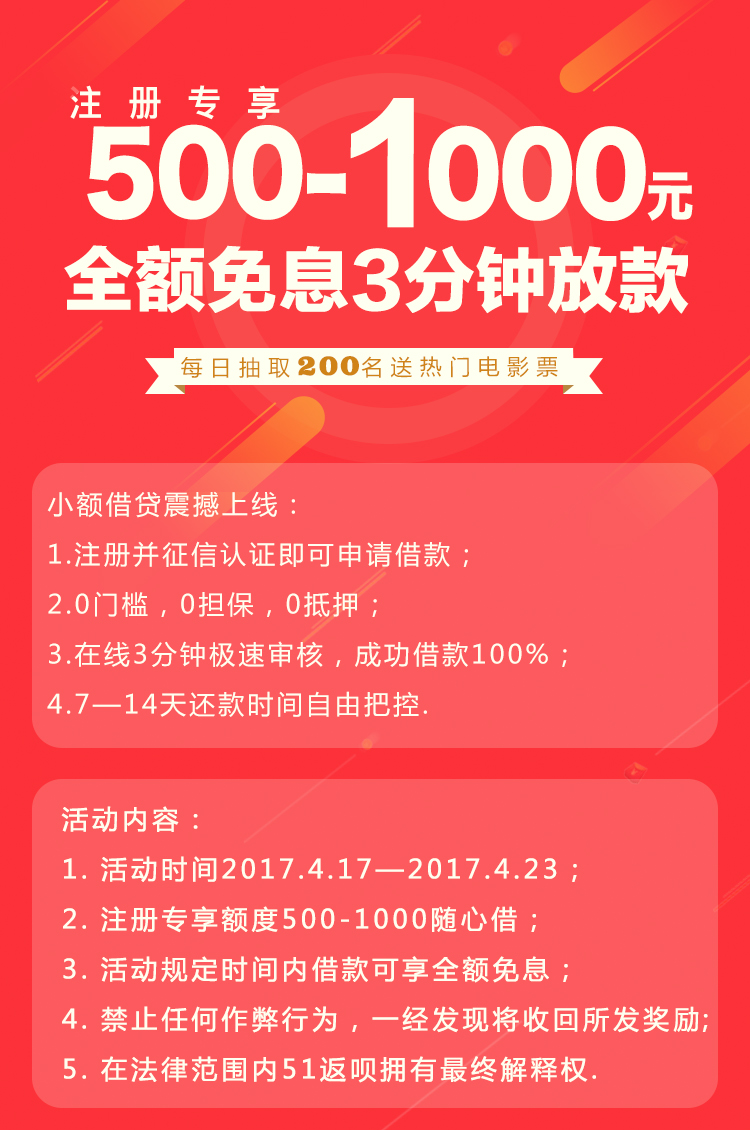 注册专享
500-1000元
全额免息3分钟放款
每日抽取200名送热门电影票
小额借贷震撼上线：
1.注册并征信认证即可申请借款；
2.0门槛，0担保，0抵押；
3.在线3分钟极速审核，成功借款100%；
4.7—14天还款时间自由把控.
活动内容：
1. 活动时间2017.4.17—2017.4.23；
2. 注册专享额度500-1000随心借；
3. 活动规定时间内借款可享全额免息；
4. 禁止任何作弊行为，一经发现将收回所发奖励;
5. 在法律范围内51返呗拥有最终解释权.